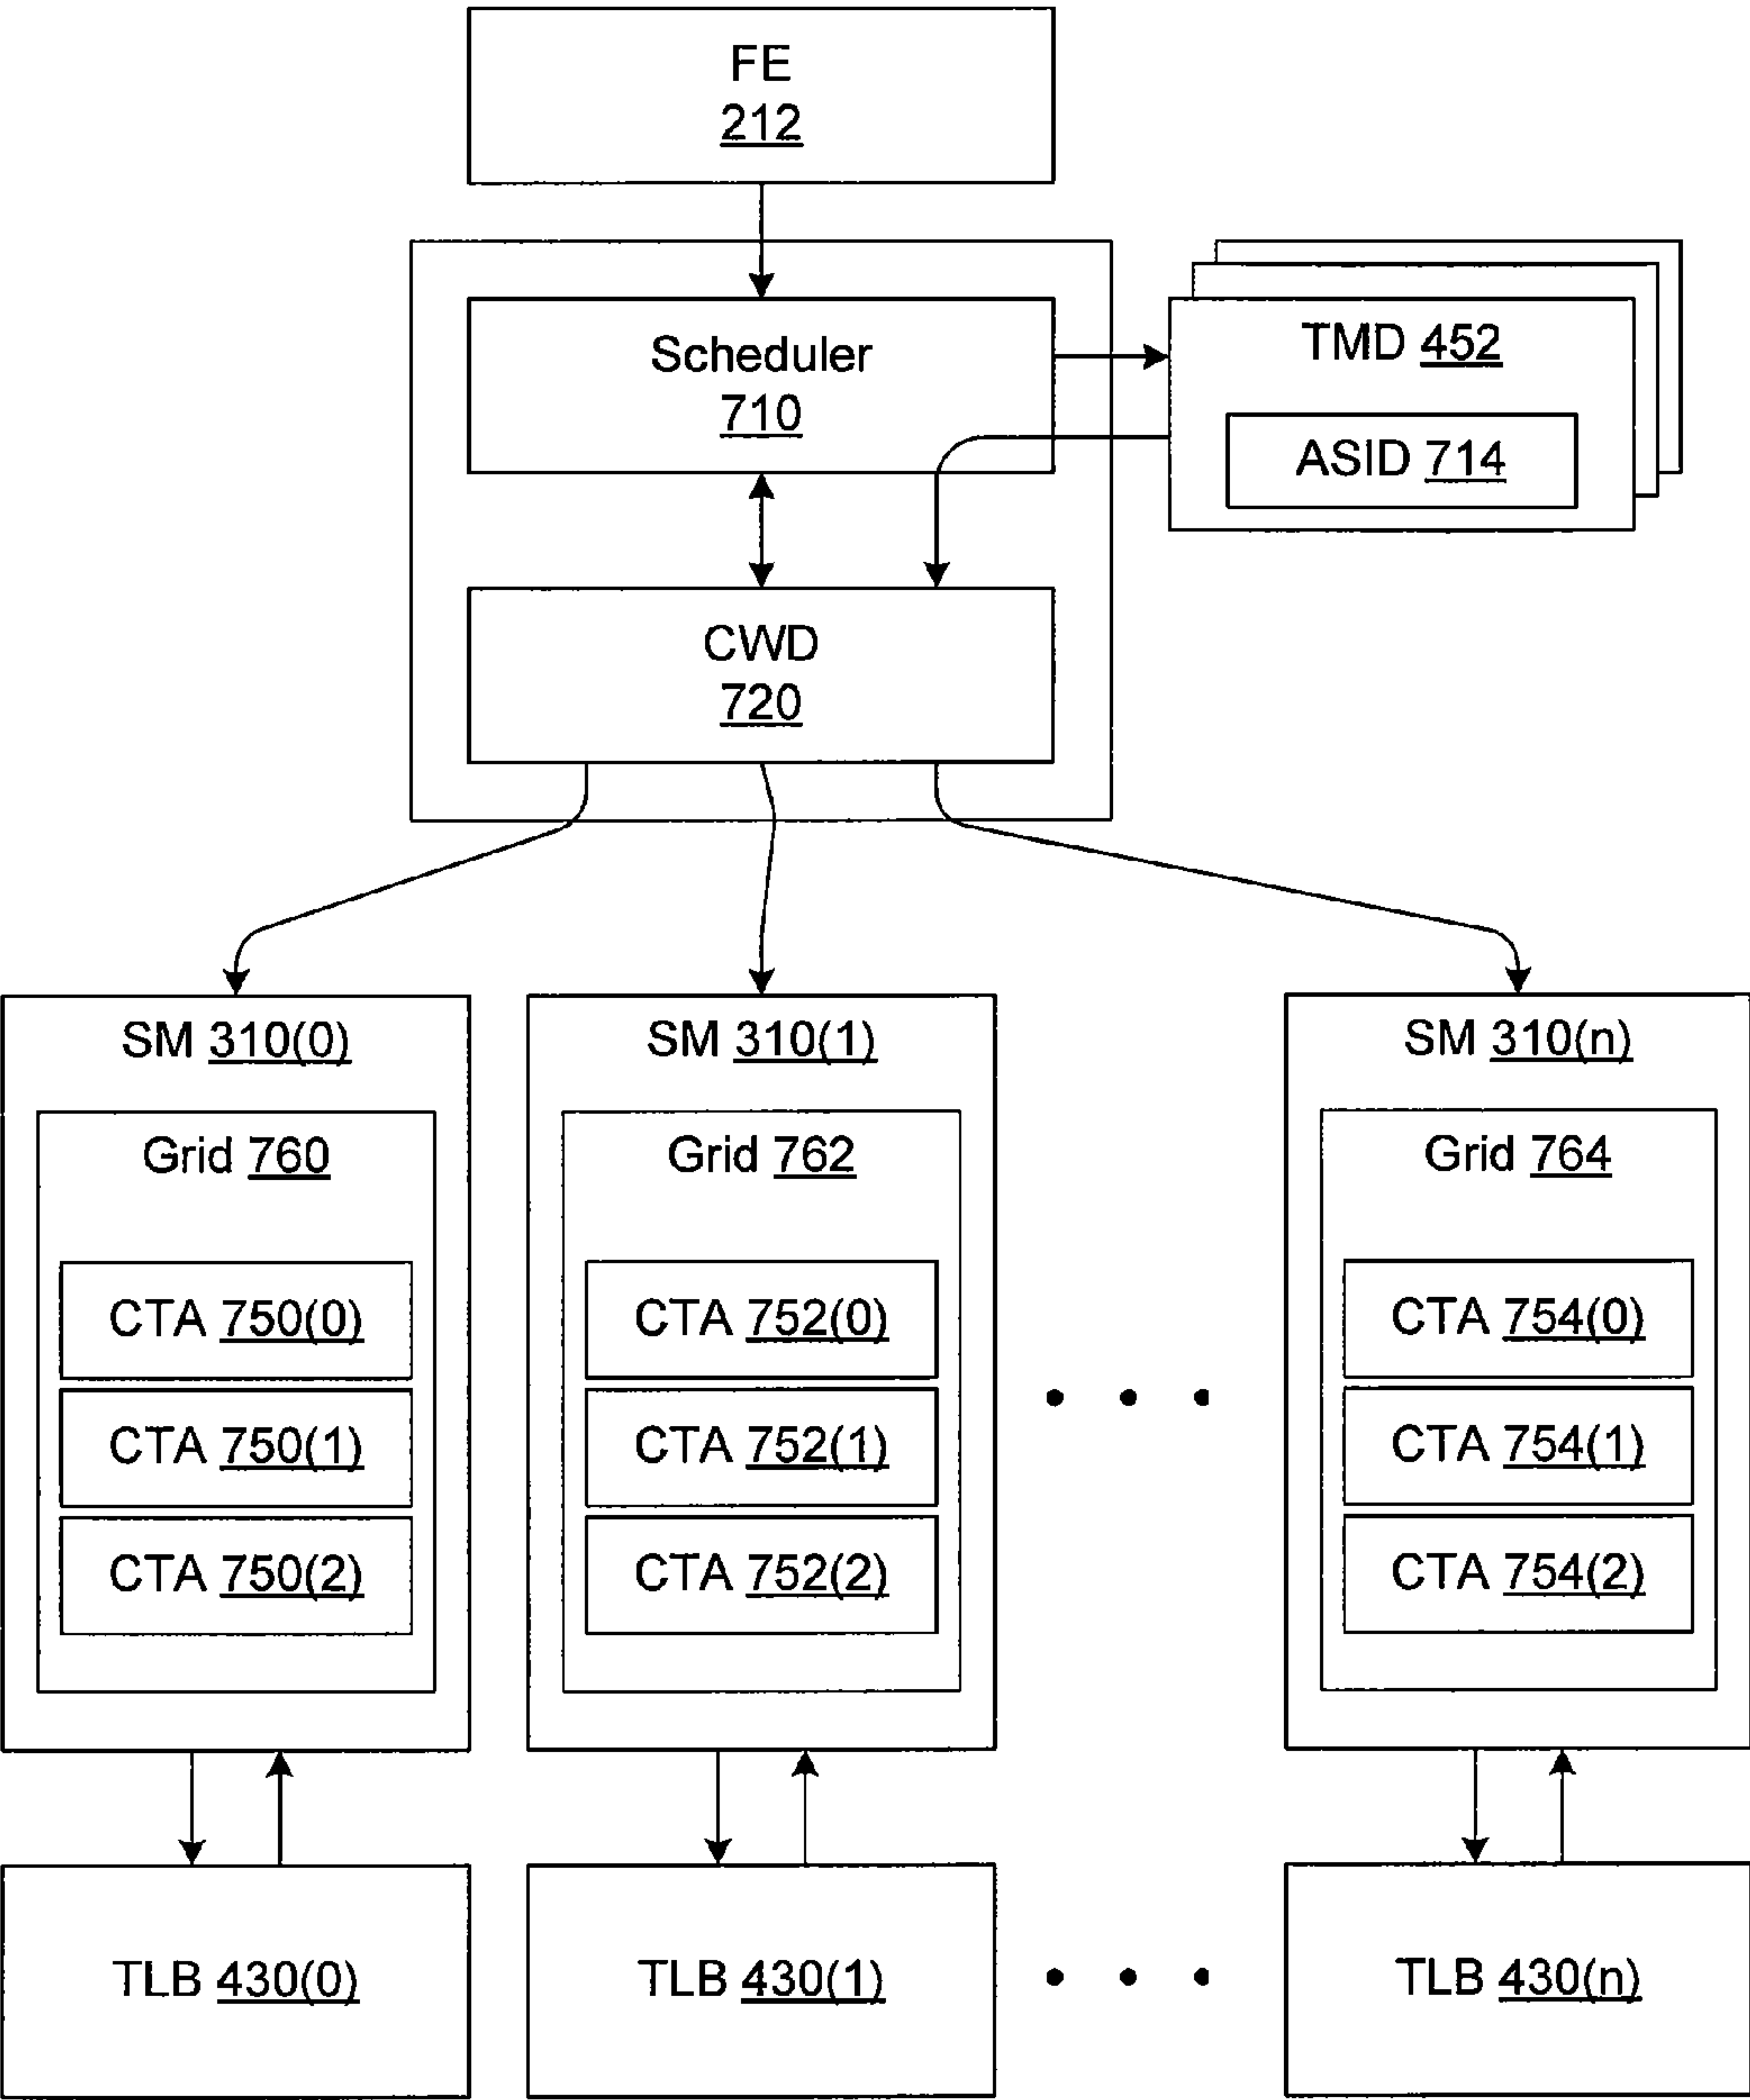 FE
212
Scheduler
710
TMD 452
ASID 714
CWD
720
SM 310(0)
SM 310(1)
SM 310(n)
Grid 760
Grid 762
Grid 764
CTA 750(0)
CTA 752(0)
CTA 754(0)
CTA 750(1)
CTA 752(1)
CTA 754(1)
CTA 750(2)
CTA 752(2)
CTA 754(2)
TLB 430(0)
TLB 430(1)
TLB 430(n)